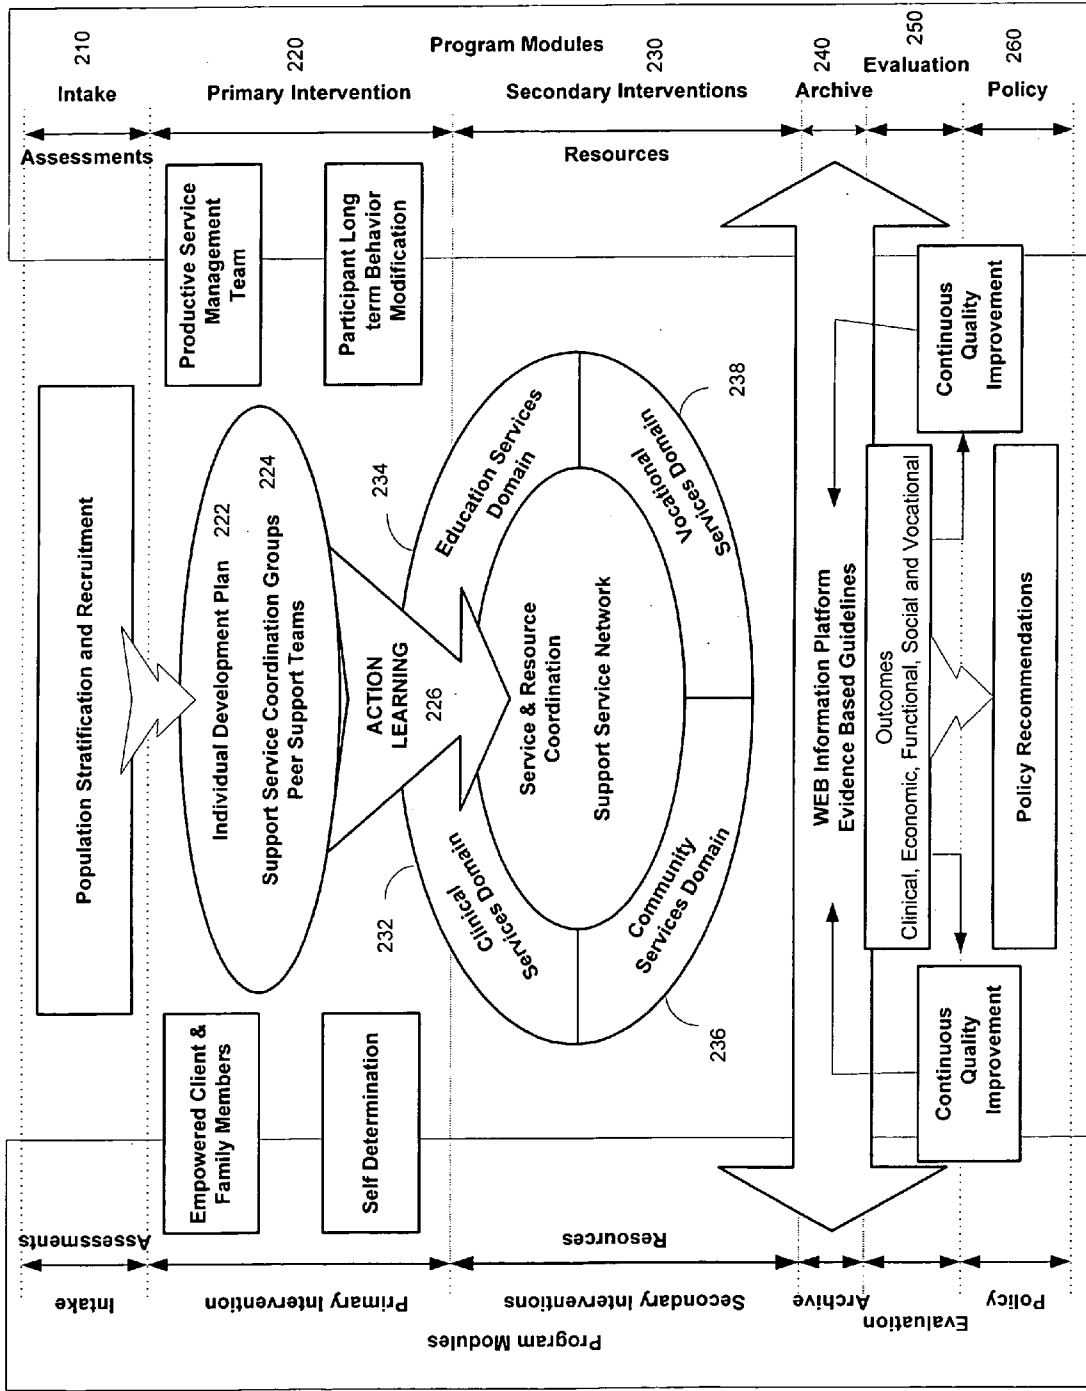 Program Modules
Intake
210
Primary Intervention
220
Secondary Interventions
230
Archive
240
Evaluation
250
Policy
260
Assessments
Resources
Population Stratification and Recruitment
Empowered Client &
Family Members
Self Determination
Individual Development Plan
222
224
Support Service Coordination Groups
Peer Support Teams
Productive Service
Management
Team
Participant Long
term Behavior
Modification
ACTION
LEARNING
226
232
Clinical
Services Domain
234
Education Services
Domain
Service & Resource
Coordination
Support Service Network
Community
Services Domain
236
Vocational
Services Domain
238
WEB Information Platform
Evidence Based Guidelines
Outcomes
Clinical, Economic, Functional, Social and Vocational
Continuous
Quality
Improvement
Continuous
Quality
Improvement
Policy Recommendations
Assessments
Resources
Intake
Primary Intervention
Secondary Interventions
Archive
Evaluation
Policy
Program Modules